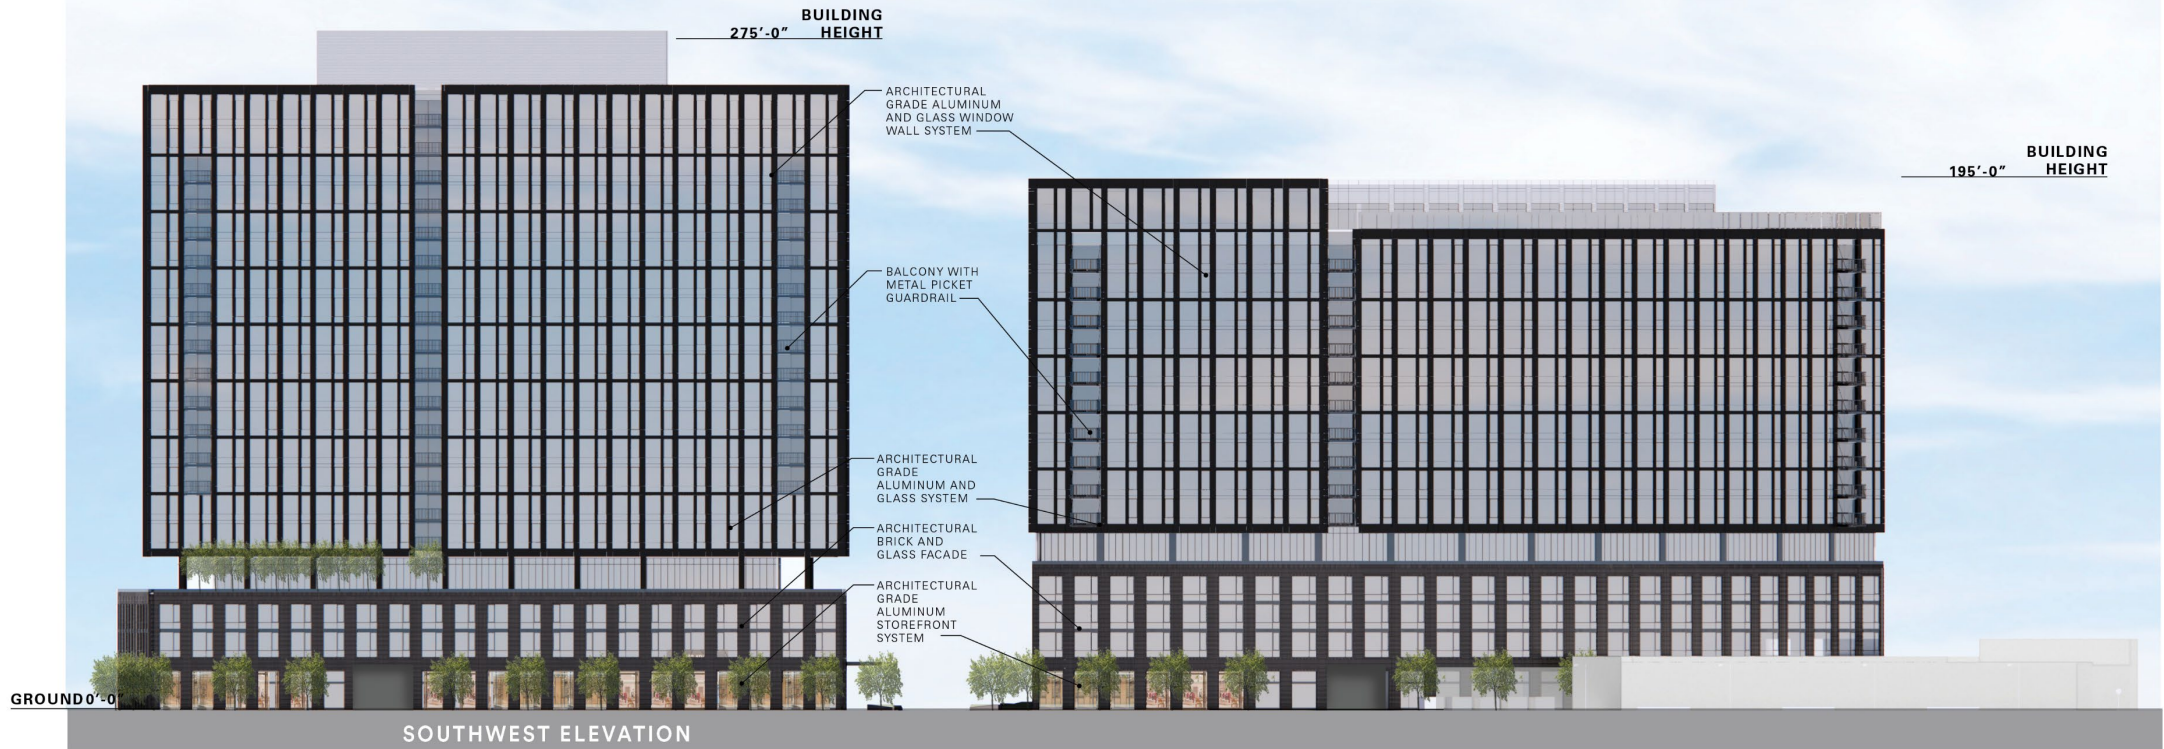 BUILDING
275'-0" HEIGHT
ARCHITECTURAL
GRADE ALUMINUM
AND GLASS WINDOW
WALL SYSTEM
BUILDING
195'-0" HEIGHT
BALCONY WITH
METAL PICKET
GUARDRAIL
ARCHITECTURAL
GRADE
ALUMINUM AND
GLASS SYSTEM
ARCHITECTURAL
BRICK AND
GLASS FACADE
ARCHITECTURAL
GRADE
ALUMINUM
STOREFRONT
SYSTEM
GROUND 0'-0"
SOUTHWEST ELEVATION